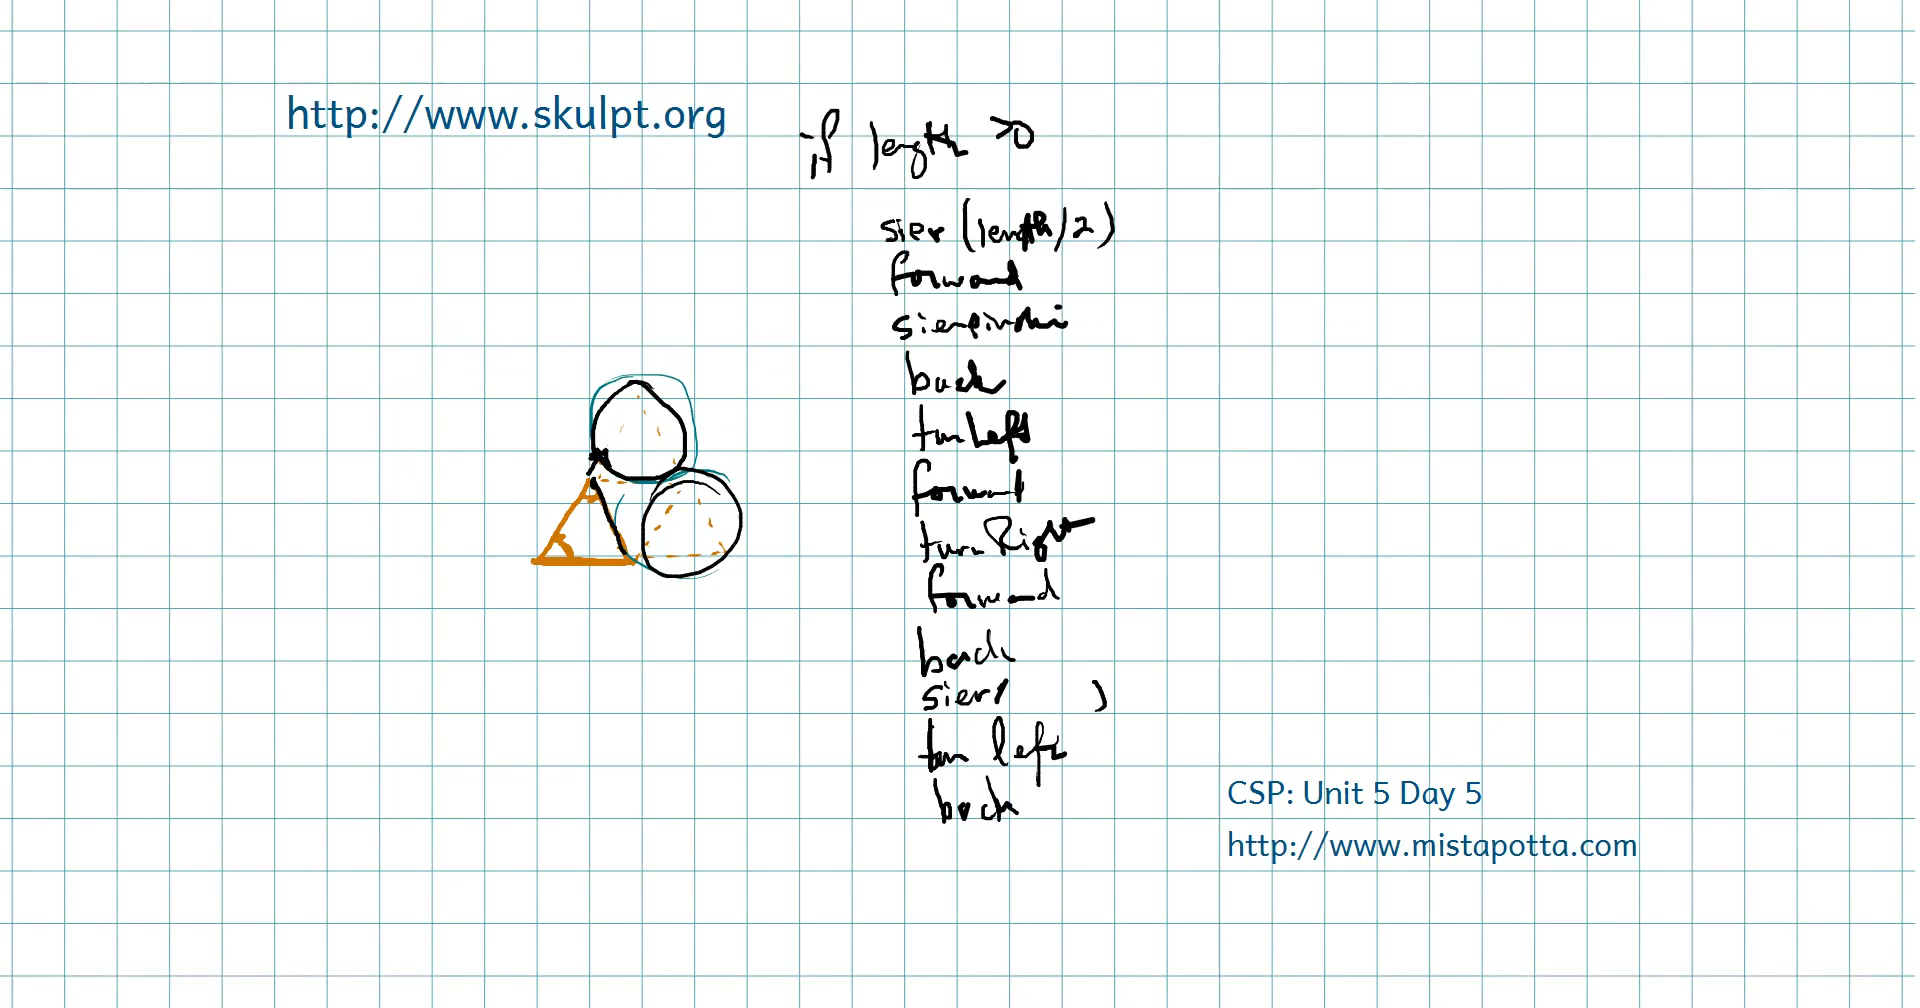 http://www.skulpt.org
if length >0
sier (length/2)
forward
sierpinski
back
turn Left
forward
turn Right
forward
back
sier( )
turn left
back
CSP: Unit 5 Day 5
http://www.mistapotta.com